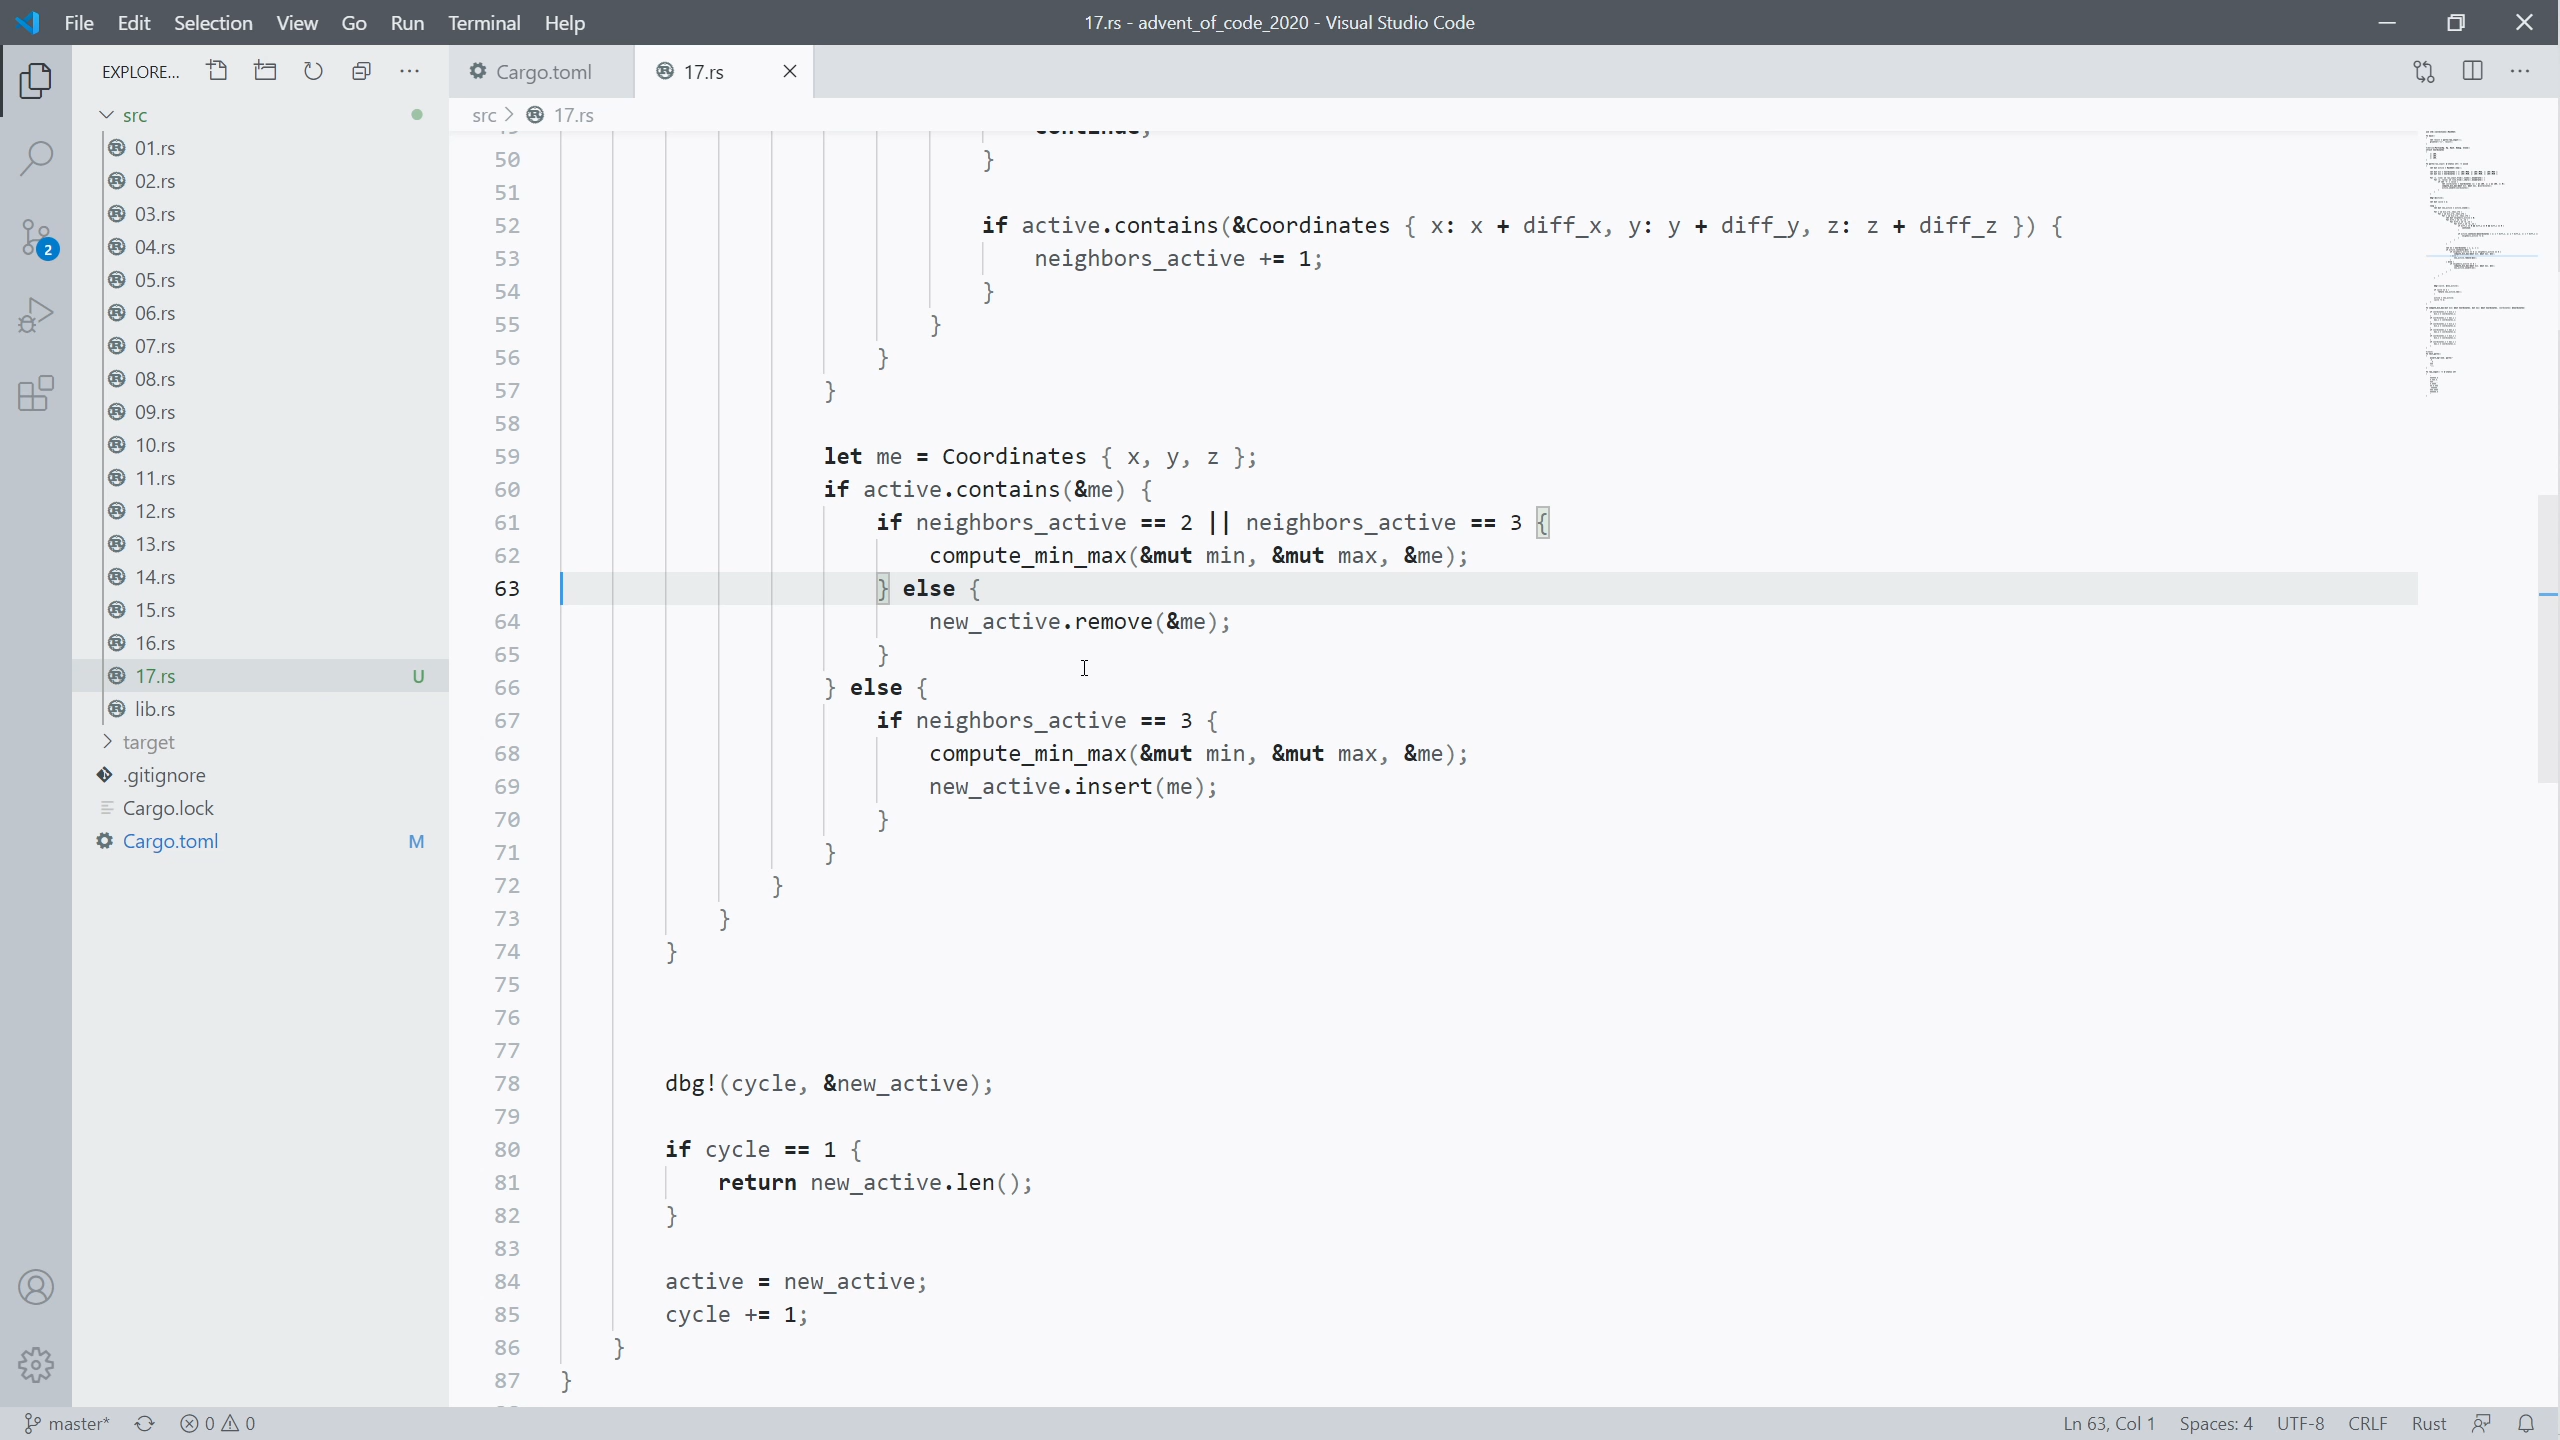 File Edit Selection View Go Run Terminal Help
17.rs - advent_of_code_2020 - Visual Studio Code
EXPLORE...
src
01.rs
02.rs
03.rs
04.rs
05.rs
06.rs
07.rs
08.rs
09.rs
10.rs
11.rs
12.rs
13.rs
14.rs
15.rs
16.rs
17.rs U
lib.rs
target
.gitignore
Cargo.lock
Cargo.toml M
2
Cargo.toml
17.rs
src > 17.rs
continue;
50 }
51
52 if active.contains(&Coordinates { x: x + diff_x, y: y + diff_y, z: z + diff_z }) {
53 neighbors_active += 1;
54 }
55 }
56 }
57 }
58
59 let me = Coordinates { x, y, z };
60 if active.contains(&me) {
61 if neighbors_active == 2 || neighbors_active == 3 {
62 compute_min_max(&mut min, &mut max, &me);
63 } else {
64 new_active.remove(&me);
65 }
66 } else {
67 if neighbors_active == 3 {
68 compute_min_max(&mut min, &mut max, &me);
69 new_active.insert(me);
70 }
71 }
72 }
73 }
74 }
75
76
77
78 dbg!(cycle, &new_active);
79
80 if cycle == 1 {
81 return new_active.len();
82 }
83
84 active = new_active;
85 cycle += 1;
86 }
87 }
master* 0 0
Ln 63, Col 1 Spaces: 4 UTF-8 CRLF Rust